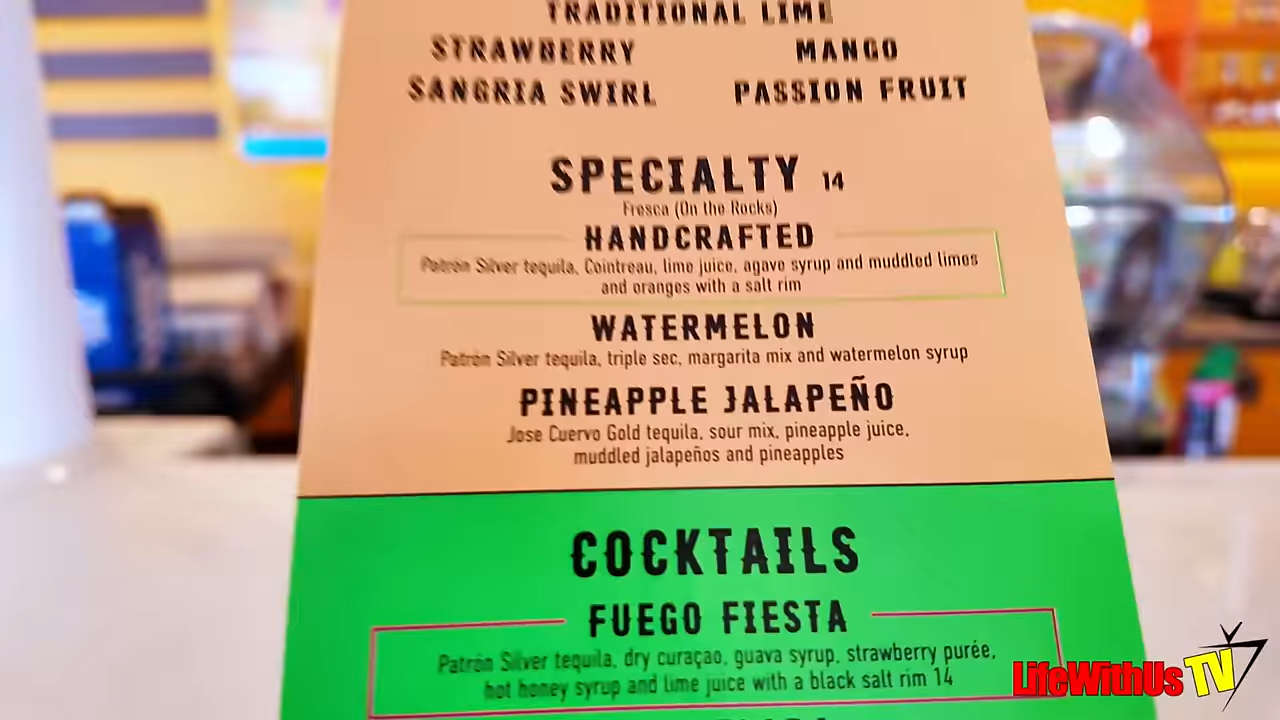 TRADITIONAL LIME
STRAWBERRY MANGO
SANGRIA SWIRL PASSION FRUIT
SPECIALTY 14
Fresca (On the Rocks)
HANDCRAFTED
Patrón Silver tequila, Cointreau, lime juice, agave syrup and muddled limes
and oranges with a salt rim
WATERMELON
Patrón Silver tequila, triple sec, margarita mix and watermelon syrup
PINEAPPLE JALAPEÑO
Jose Cuervo Gold tequila, sour mix, pineapple juice,
muddled jalapeños and pineapples
COCKTAILS
FUEGO FIESTA
Patrón Silver tequila, dry curaçao, guava syrup, strawberry purée,
hot honey syrup and lime juice with a black salt rim 14
LifeWithUs TV